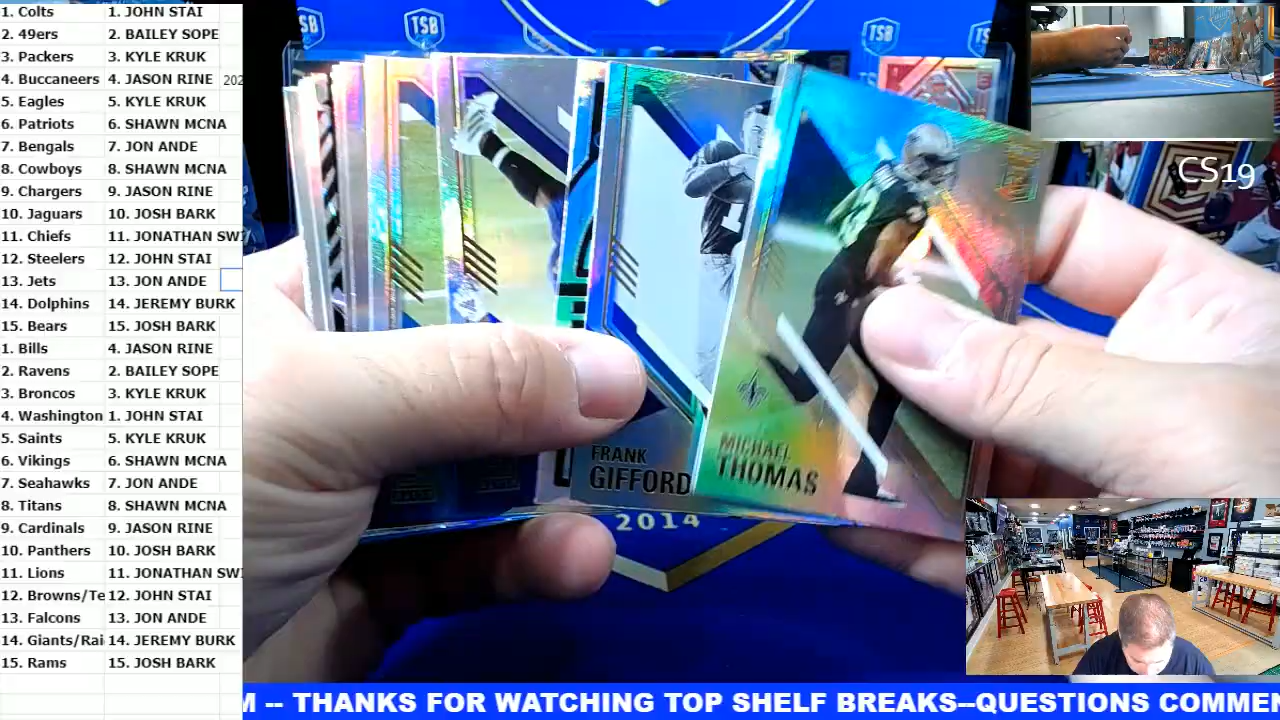 1. Colts 1. JOHN STAI
2. 49ers 2. BAILEY SOPE
3. Packers 3. KYLE KRUK
4. Buccaneers 4. JASON RINE 202
5. Eagles 5. KYLE KRUK
6. Patriots 6. SHAWN MCNA
7. Bengals 7. JON ANDE
8. Cowboys 8. SHAWN MCNA
9. Chargers 9. JASON RINE
10. Jaguars 10. JOSH BARK
11. Chiefs 11. JONATHAN SW
12. Steelers 12. JOHN STAI
13. Jets 13. JON ANDE
14. Dolphins 14. JEREMY BURK
15. Bears 15. JOSH BARK
1. Bills 4. JASON RINE
2. Ravens 2. BAILEY SOPE
3. Broncos 3. KYLE KRUK
4. Washington 1. JOHN STAI
5. Saints 5. KYLE KRUK
6. Vikings 6. SHAWN MCNA
7. Seahawks 7. JON ANDE
8. Titans 8. SHAWN MCNA
9. Cardinals 9. JASON RINE
10. Panthers 10. JOSH BARK
11. Lions 11. JONATHAN SW
12. Browns/Te 12. JOHN STAI
13. Falcons 13. JON ANDE
14. Giants/Rai 14. JEREMY BURK
15. Rams 15. JOSH BARK
SB
TSB
TSB
TS
CS19
FRANK
GIFFORD
MICHAEL
THOMAS
2014
M -- THANKS FOR WATCHING TOP SHELF BREAKS--QUESTIONS COMMEN